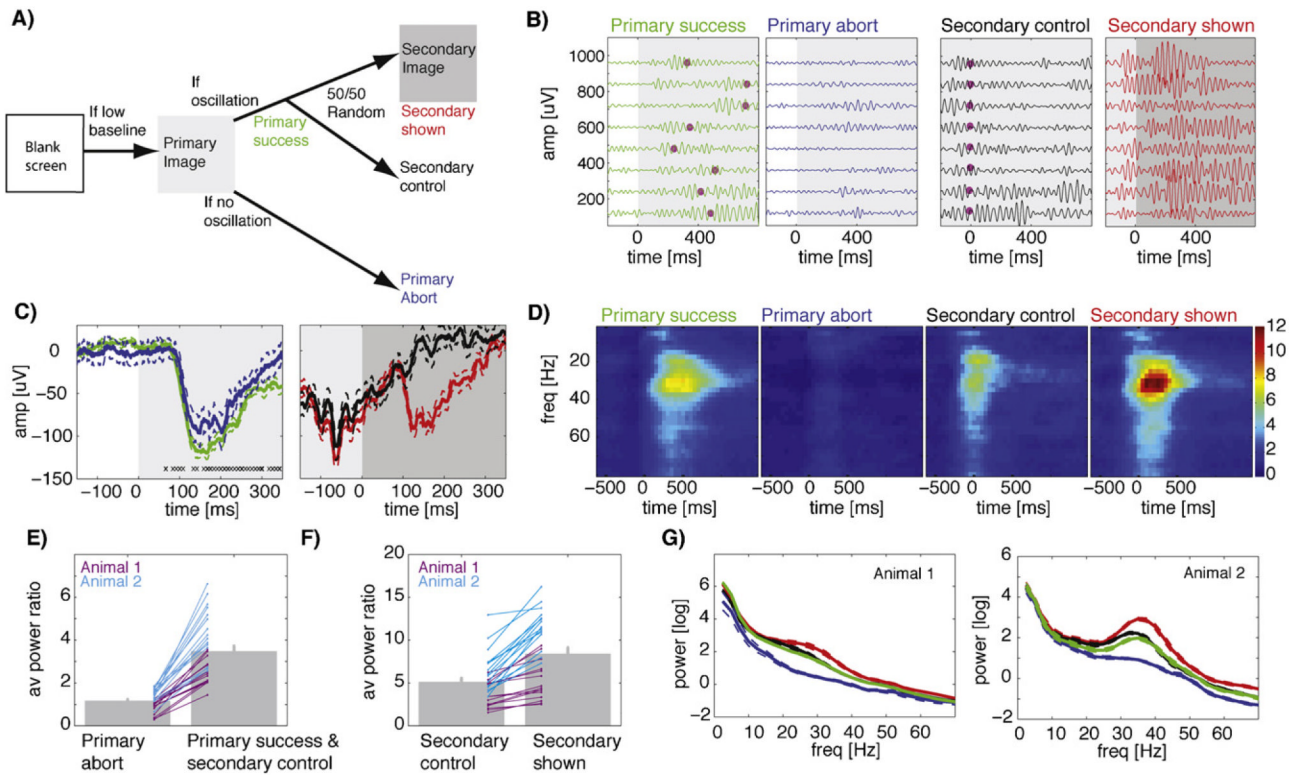 A)
Blank
screen
If low
baseline
Primary
Image
If
oscillation
Primary
success
50/50
Random
Secondary
Image
Secondary
shown
Secondary
control
If no
oscillation
Primary
Abort
B)
Primary success
Primary abort
Secondary control
Secondary shown
amp [uV]
1000
800
600
400
200
0 400
0 400
0 400
0 400
time [ms]
time [ms]
time [ms]
time [ms]
C)
amp [uV]
0
−50
−100
−150
−100 0 100 200 300
−100 0 100 200 300
time [ms]
time [ms]
D)
Primary success
Primary abort
Secondary control
Secondary shown
freq [Hz]
20
40
60
−500 0 500
−500 0 500
−500 0 500
−500 0 500
time [ms]
time [ms]
time [ms]
time [ms]
12
10
8
6
4
2
0
E)
Animal 1
Animal 2
av power ratio
6
4
2
0
Primary
abort
Primary success &
secondary control
F)
Animal 1
Animal 2
av power ratio
20
15
10
5
0
Secondary
control
Secondary
shown
G)
Animal 1
power [log]
6
4
2
0
−2
0 10 20 30 40 50 60
freq [Hz]
Animal 2
power [log]
6
4
2
0
−2
0 10 20 30 40 50 60
freq [Hz]